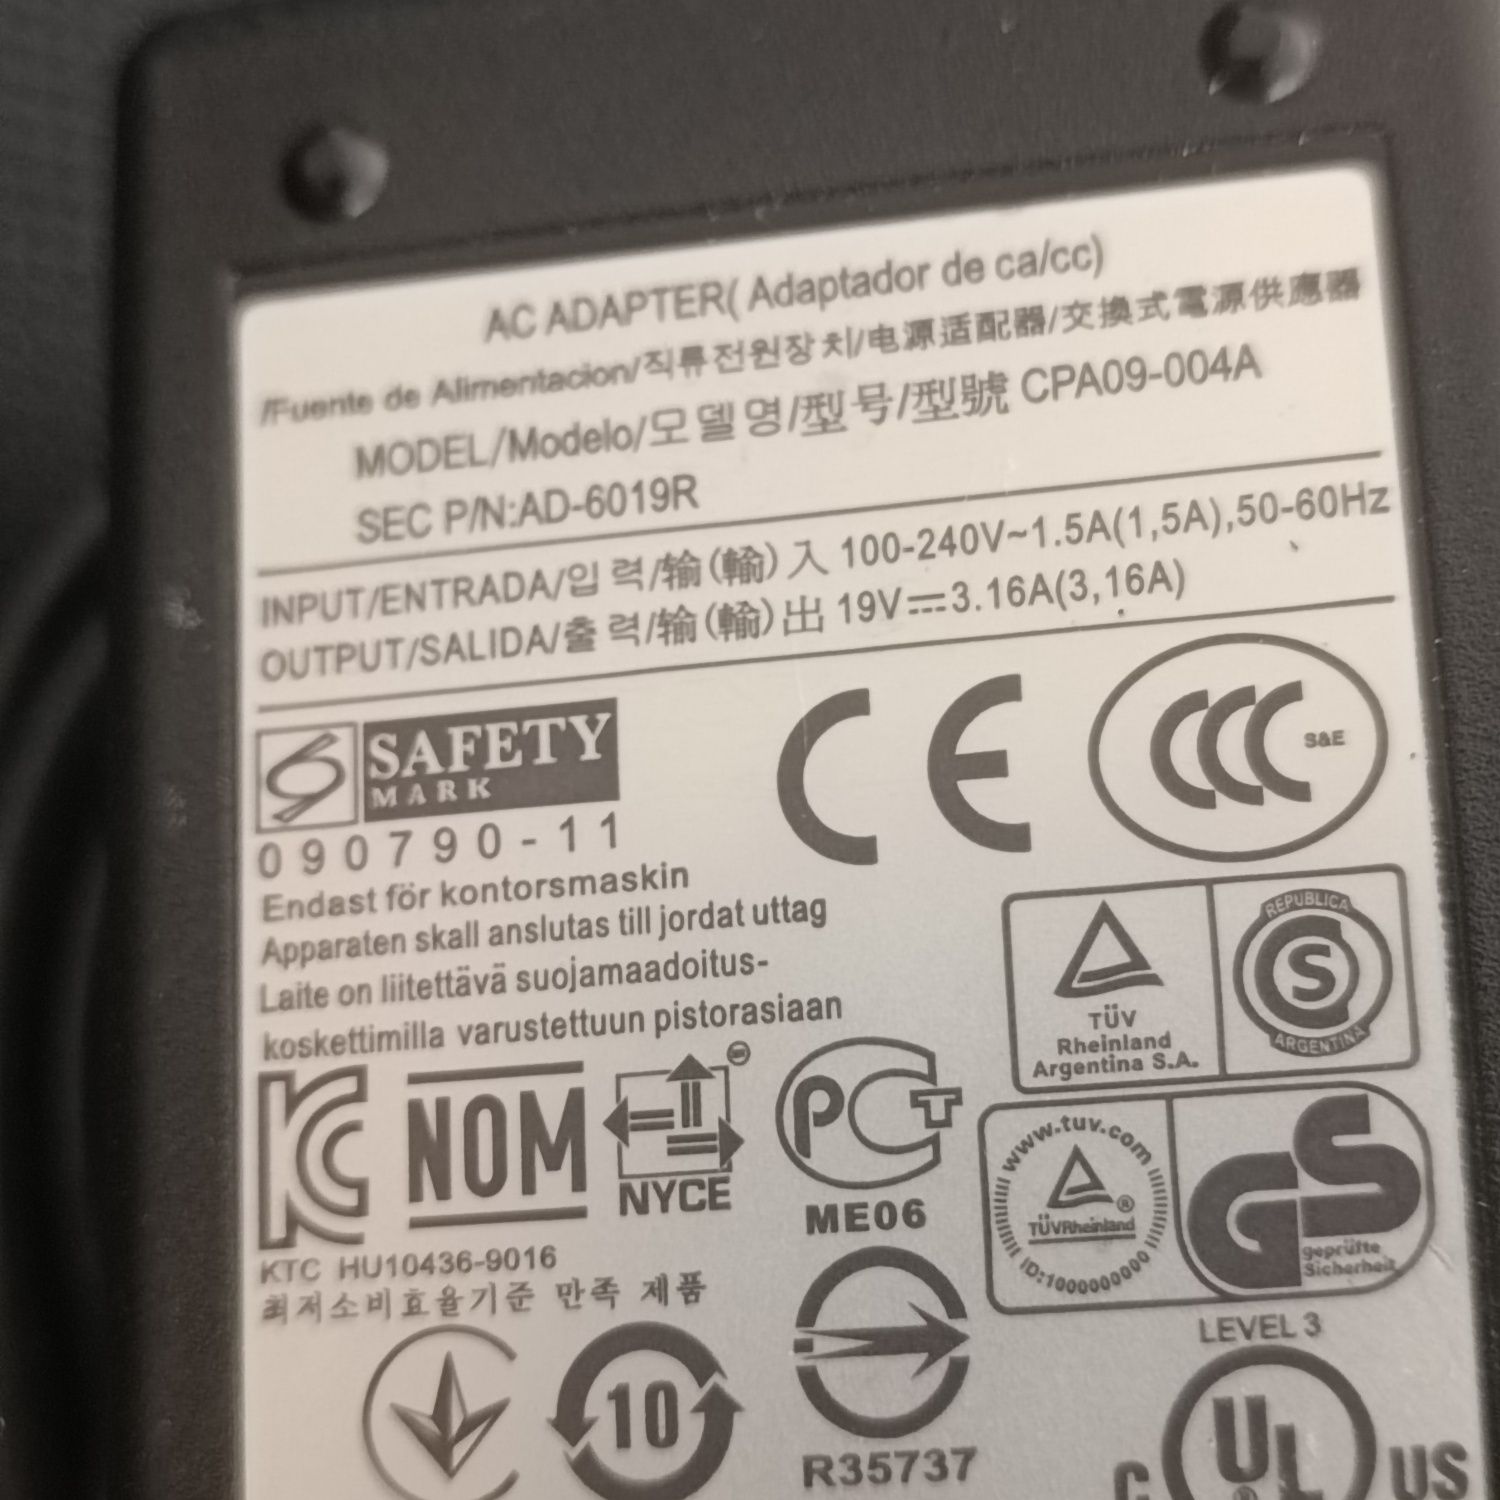 AC ADAPTER( Adaptador de ca/cc)
/Fuente de Alimentacion/직류전원장치/电源适配器/交換式電源供應器
MODEL/Modelo/모델명/型号/型號 CPA09-004A
SEC P/N:AD-6019R
INPUT/ENTRADA/입력/输(輸)入 100-240V~1.5A(1,5A),50-60Hz
OUTPUT/SALIDA/출력/输(輸)出 19V⎓3.16A(3,16A)
SAFETY
MARK
090790-11
CE
CCC S&E
Endast för kontorsmaskin
Apparaten skall anslutas till jordat uttag
Laite on liitettävä suojamaadoitus-
koskettimilla varustettuun pistorasiaan
TÜV
Rheinland
Argentina S.A.
REPUBLICA
S
ARGENTINA
KC
NOM
NYCE
PCT
ME06
www.tuv.com
TÜVRheinland
®
ID:1000000000
GS
geprüfte
Sicherheit
KTC HU10436-9016
최저소비효율기준 만족 제품
LEVEL 3
10
R35737
C UL US
®